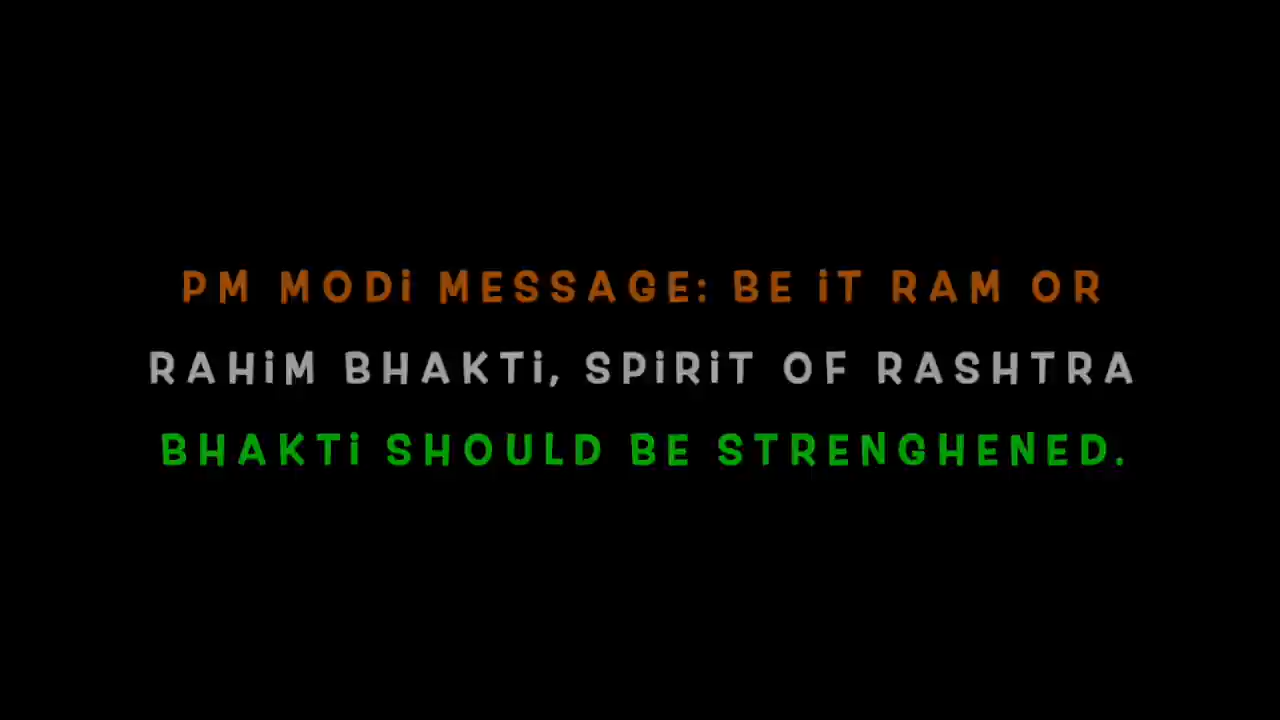 PM MODi MESSAGE: BE iT RAM OR
RAHiM BHAKTi, SPiRiT OF RASHTRA
BHAKTi SHOULD BE STRENGHENED.